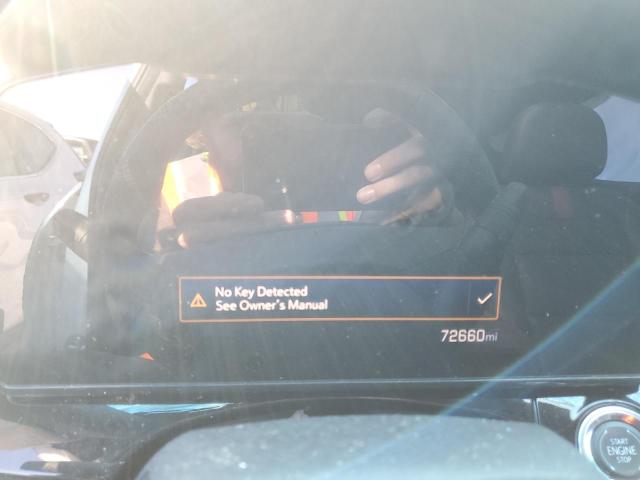 No Key Detected
See Owner's Manual
72660mi
START
ENGINE
STOP